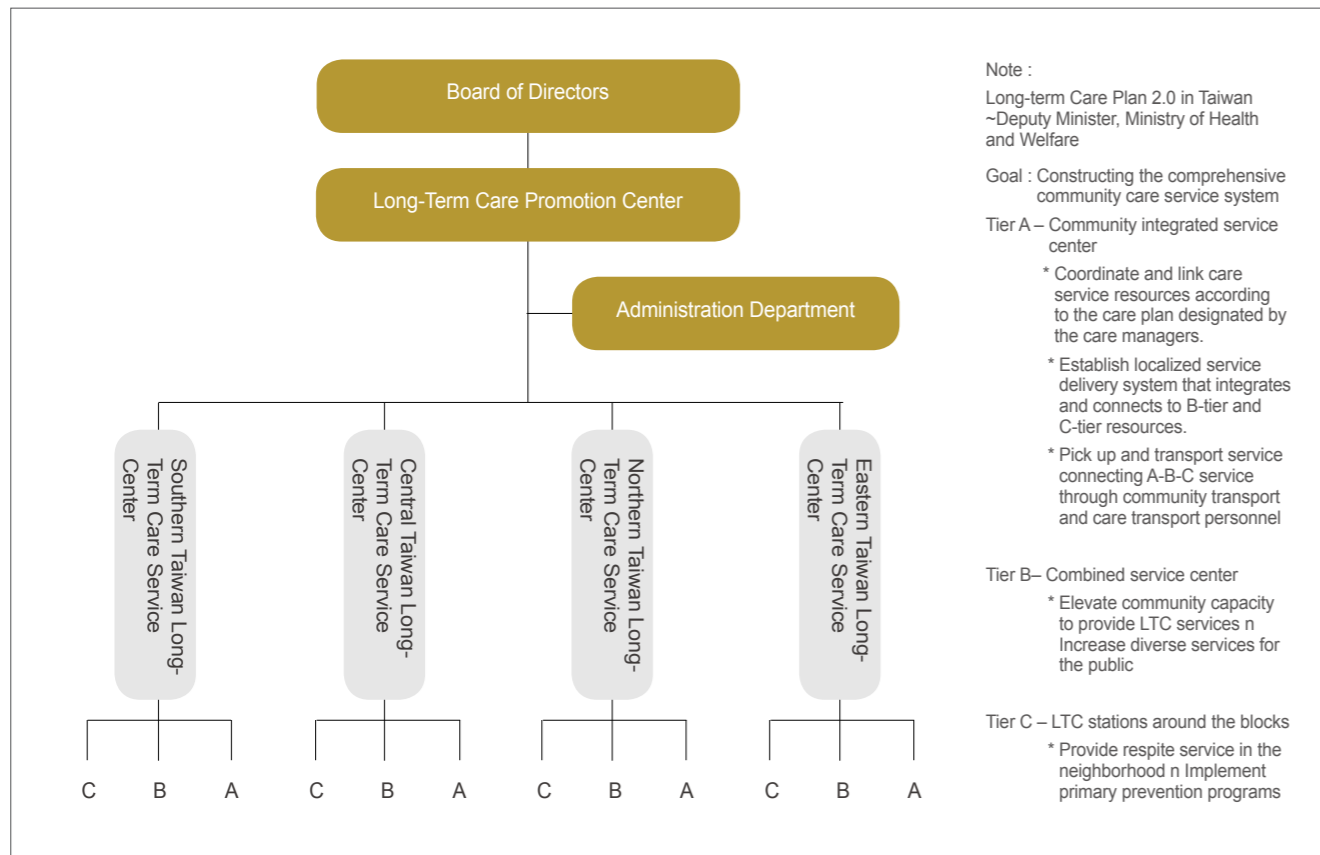 Board of Directors
Long-Term Care Promotion Center
Administration Department
Southern Taiwan Long-
Term Care Service
Center
Central Taiwan Long-
Term Care Service
Center
Northern Taiwan Long-
Term Care Service
Center
Eastern Taiwan Long-
Term Care Service
Center
C B A C B A C B A C B A
Note :
Long-term Care Plan 2.0 in Taiwan
~Deputy Minister, Ministry of Health
and Welfare
Goal : Constructing the comprehensive
community care service system
Tier A – Community integrated service
center
* Coordinate and link care
service resources according
to the care plan designated by
the care managers.
* Establish localized service
delivery system that integrates
and connects to B-tier and
C-tier resources.
* Pick up and transport service
connecting A-B-C service
through community transport
and care transport personnel
Tier B– Combined service center
* Elevate community capacity
to provide LTC services n
Increase diverse services for
the public
Tier C – LTC stations around the blocks
* Provide respite service in the
neighborhood n Implement
primary prevention programs